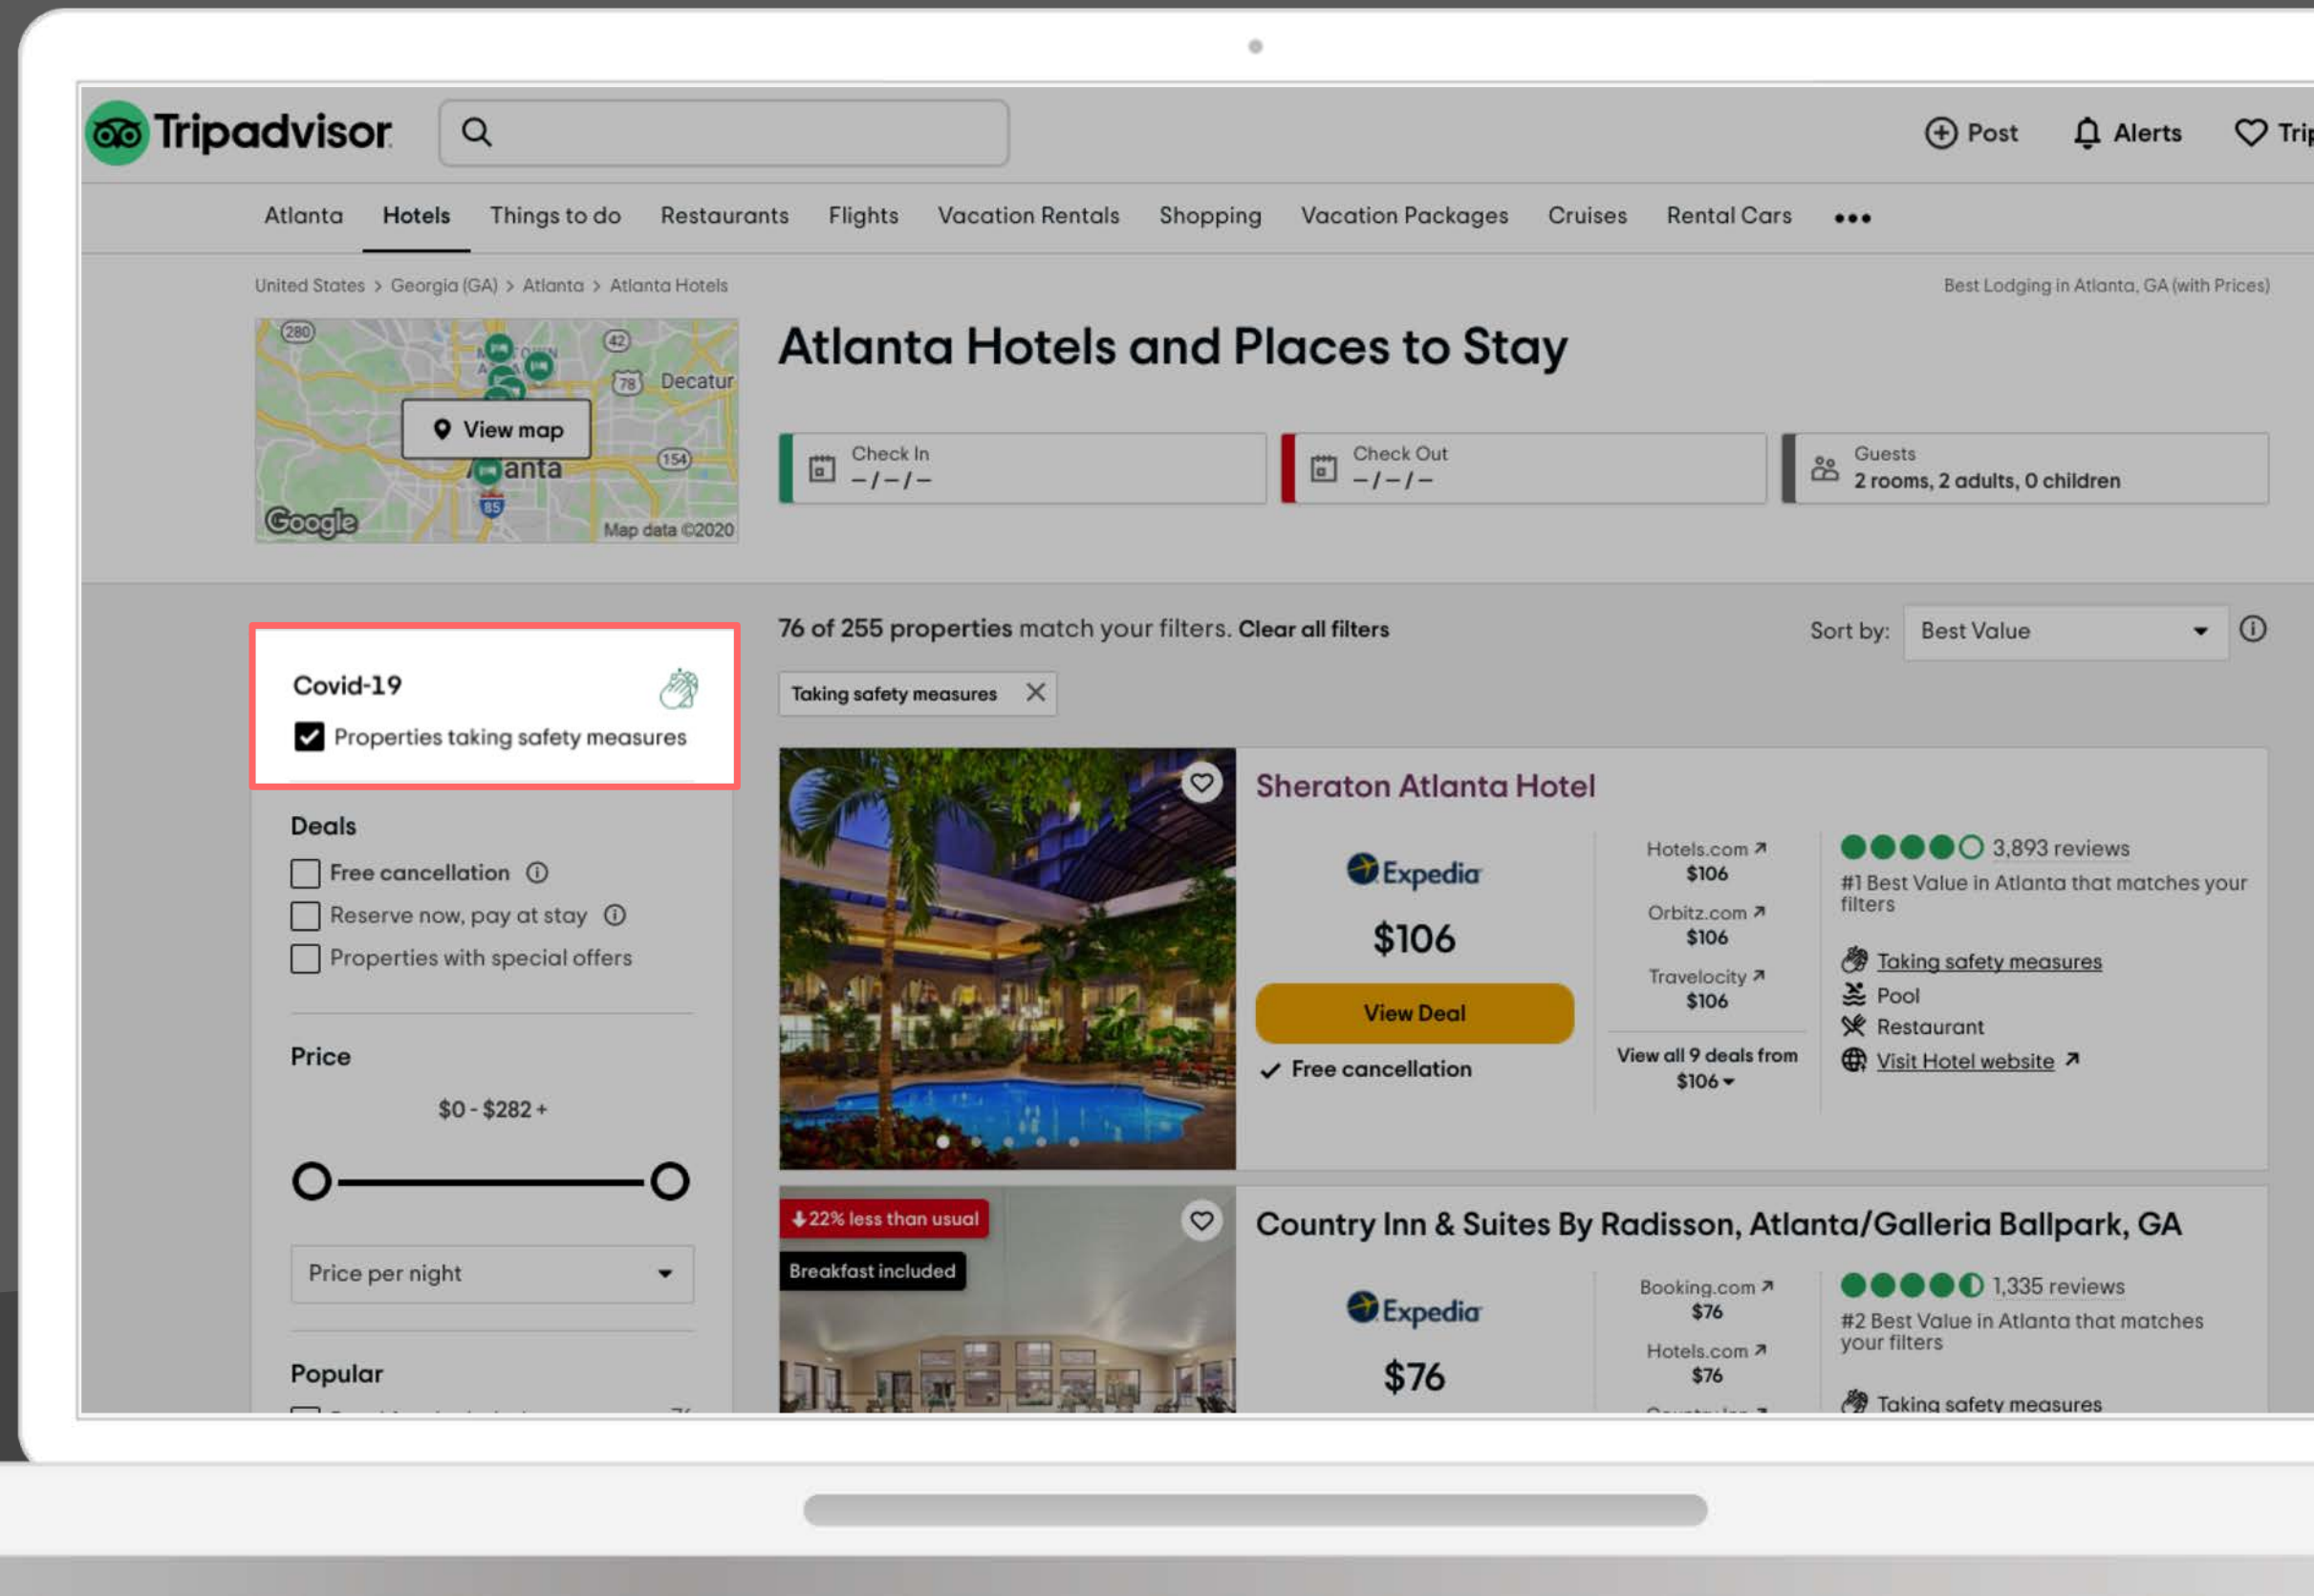 Tripadvisor
Post
Alerts
Atlanta Hotels Things to do Restaurants Flights Vacation Rentals Shopping Vacation Packages Cruises Rental Cars •••
United States > Georgia (GA) > Atlanta > Atlanta Hotels
Best Lodging in Atlanta, GA (with Prices)
280
42
78
Decatur
View map
anta
154
85
Google
Map data ©2020
Atlanta Hotels and Places to Stay
Check In
– / – / –
Check Out
– / – / –
Guests
2 rooms, 2 adults, 0 children
Covid-19
Properties taking safety measures
Deals
Free cancellation
Reserve now, pay at stay
Properties with special offers
Price
$0 - $282 +
Price per night
Popular
76 of 255 properties match your filters. Clear all filters
Sort by: Best Value
Taking safety measures
Sheraton Atlanta Hotel
Expedia
$106
View Deal
Free cancellation
Hotels.com
$106
Orbitz.com
$106
Travelocity
$106
View all 9 deals from
$106
3,893 reviews
#1 Best Value in Atlanta that matches your
filters
Taking safety measures
Pool
Restaurant
Visit Hotel website
22% less than usual
Breakfast included
Country Inn & Suites By Radisson, Atlanta/Galleria Ballpark, GA
Expedia
$76
Booking.com
$76
Hotels.com
$76
1,335 reviews
#2 Best Value in Atlanta that matches
your filters
Taking safety measures